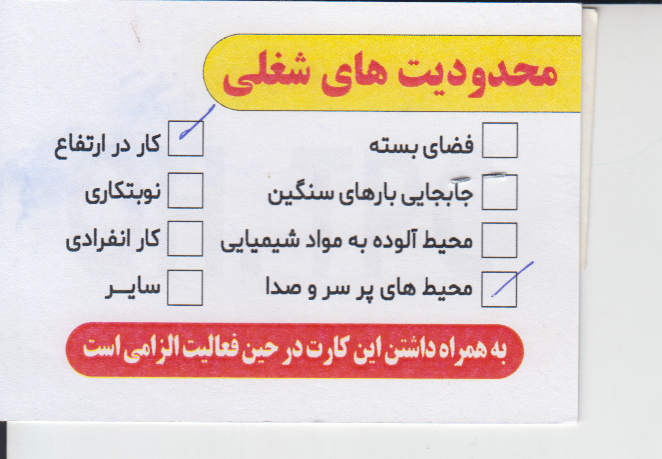 محدودیت های شغلی
فضای بسته
جابجایی بارهای سنگین
محیط آلوده به مواد شیمیایی
محیط های پر سر و صدا
کار در ارتفاع
نوبتکاری
کار انفرادی
سایـر
به همراه داشتن این کارت در حین فعالیت الزامی است